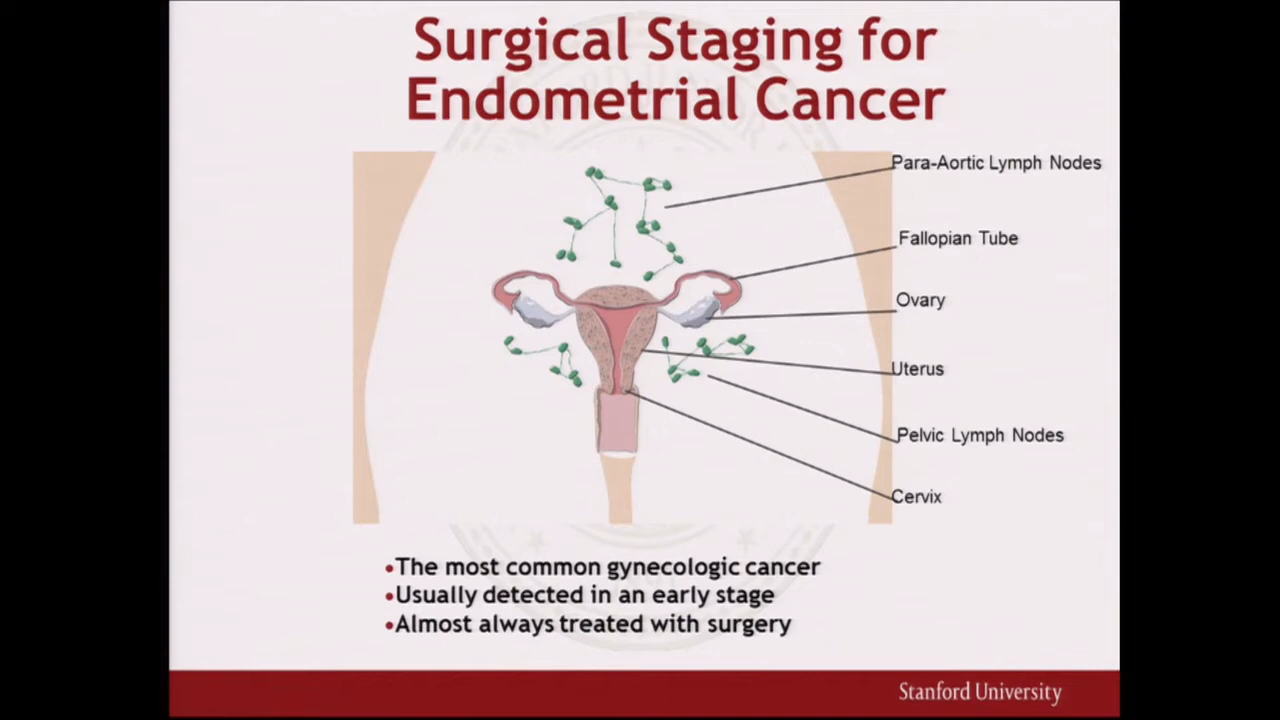 Surgical Staging for
Endometrial Cancer
Para-Aortic Lymph Nodes
Fallopian Tube
Ovary
Uterus
Pelvic Lymph Nodes
Cervix
•The most common gynecologic cancer
•Usually detected in an early stage
•Almost always treated with surgery
Stanford University